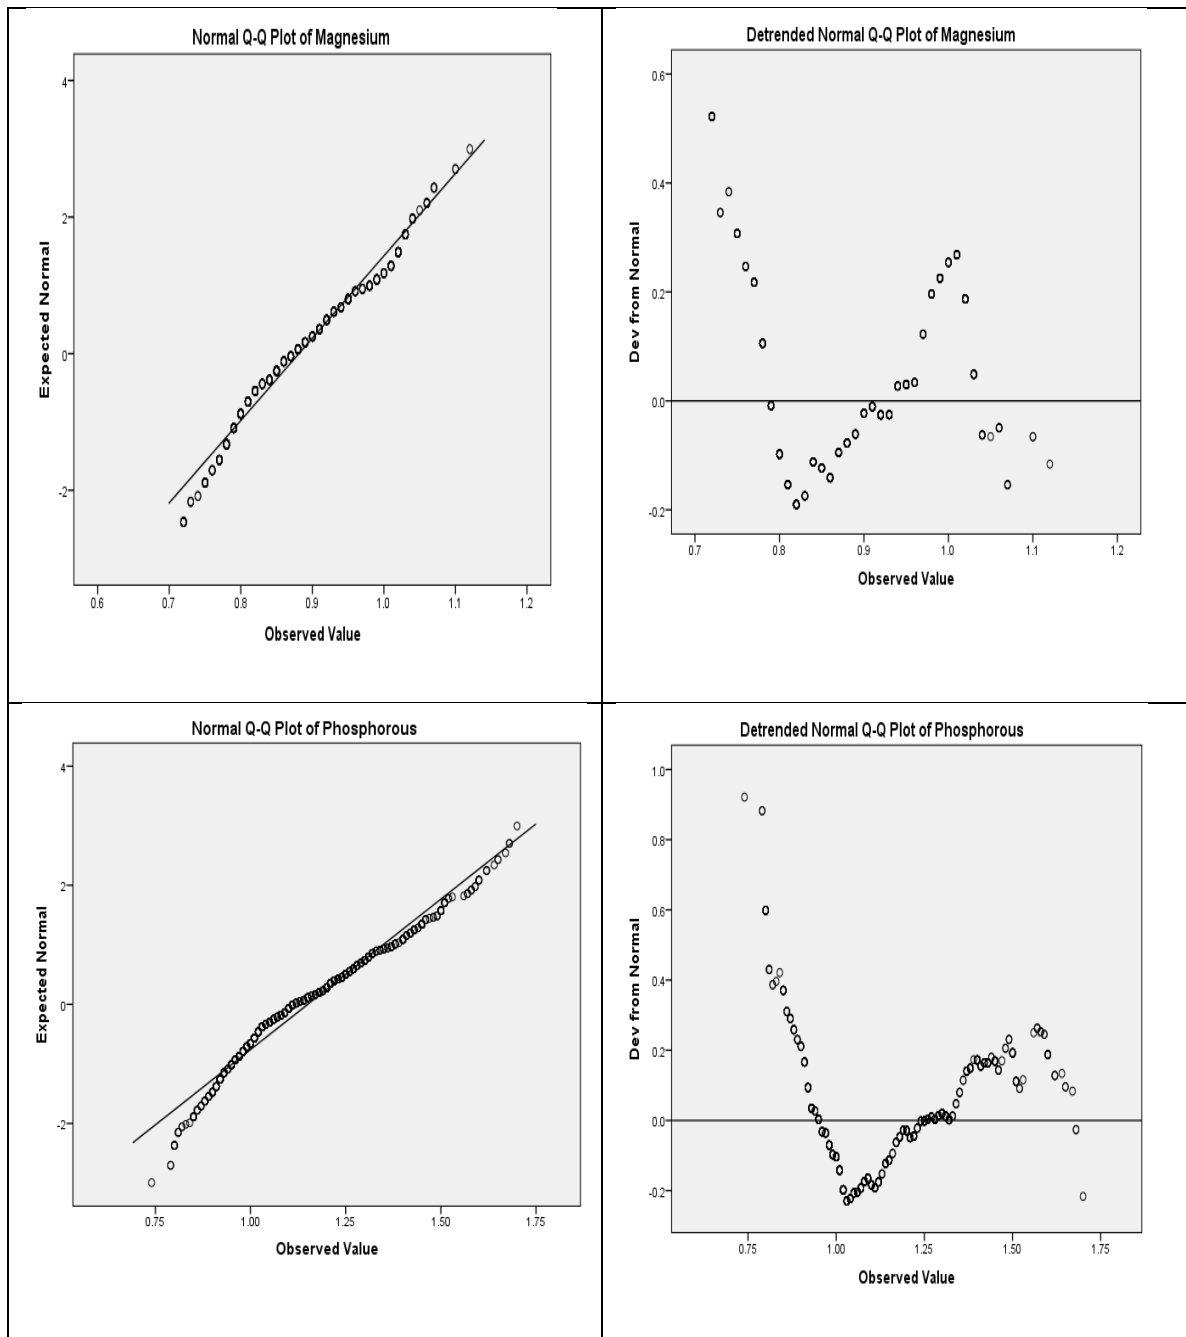 Normal Q-Q Plot of Magnesium
4
2
0
-2
Expected Normal
0.6 0.7 0.8 0.9 1.0 1.1 1.2
Observed Value
Detrended Normal Q-Q Plot of Magnesium
0.6
0.4
0.2
0.0
-0.2
Dev from Normal
0.7 0.8 0.9 1.0 1.1 1.2
Observed Value
Normal Q-Q Plot of Phosphorous
4
2
0
-2
Expected Normal
0.75 1.00 1.25 1.50 1.75
Observed Value
Detrended Normal Q-Q Plot of Phosphorous
1.0
0.8
0.6
0.4
0.2
0.0
-0.2
Dev from Normal
0.75 1.00 1.25 1.50 1.75
Observed Value